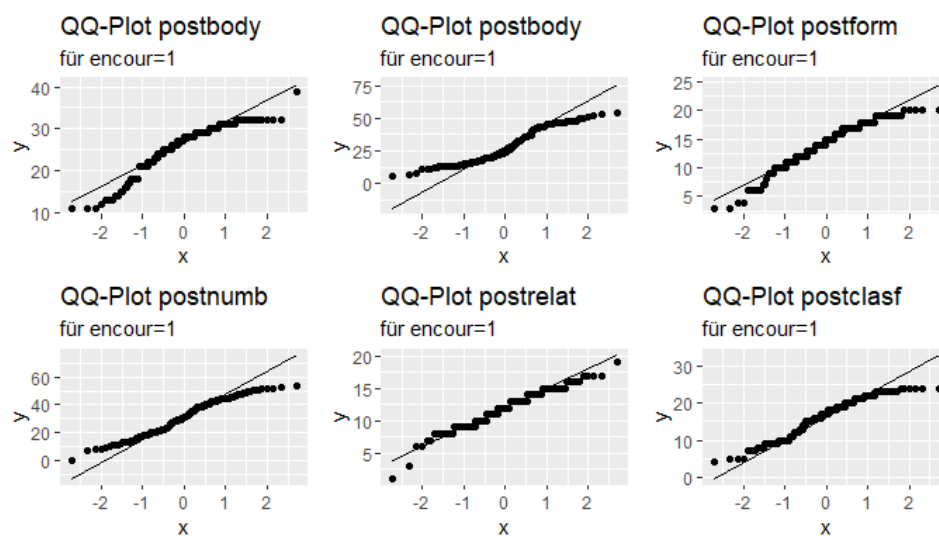 QQ-Plot postbody
für encour=1
40
30
20
10
y
-2 -1 0 1 2
x
QQ-Plot postbody
für encour=1
75
50
25
0
y
-2 -1 0 1 2
x
QQ-Plot postform
für encour=1
25
20
15
10
5
y
-2 -1 0 1 2
x
QQ-Plot postnumb
für encour=1
60
40
20
0
y
-2 -1 0 1 2
x
QQ-Plot postrelat
für encour=1
20
15
10
5
y
-2 -1 0 1 2
x
QQ-Plot postclasf
für encour=1
30
20
10
0
y
-2 -1 0 1 2
x